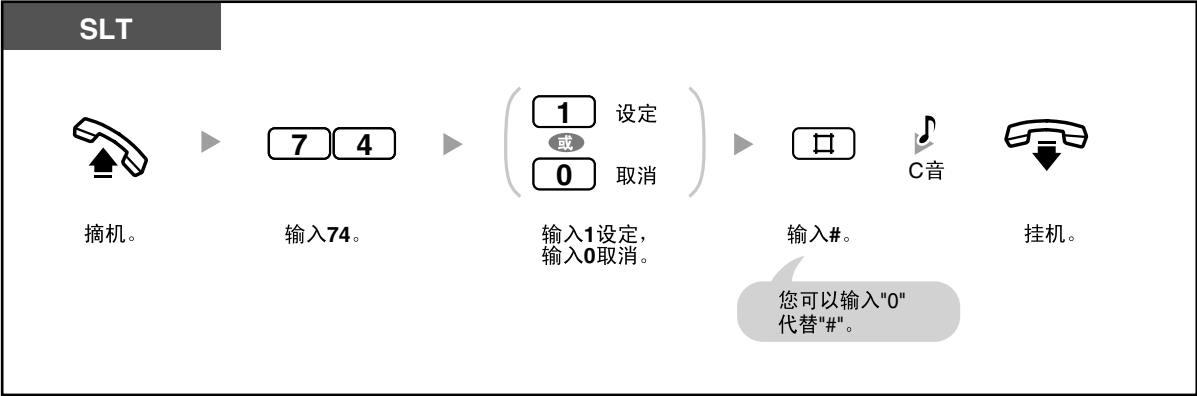 SLT
7 4
1 设定
或
0 取消
C音
摘机。
输入74。
输入1设定，
输入0取消。
输入#。
挂机。
您可以输入"0"
代替"#"。